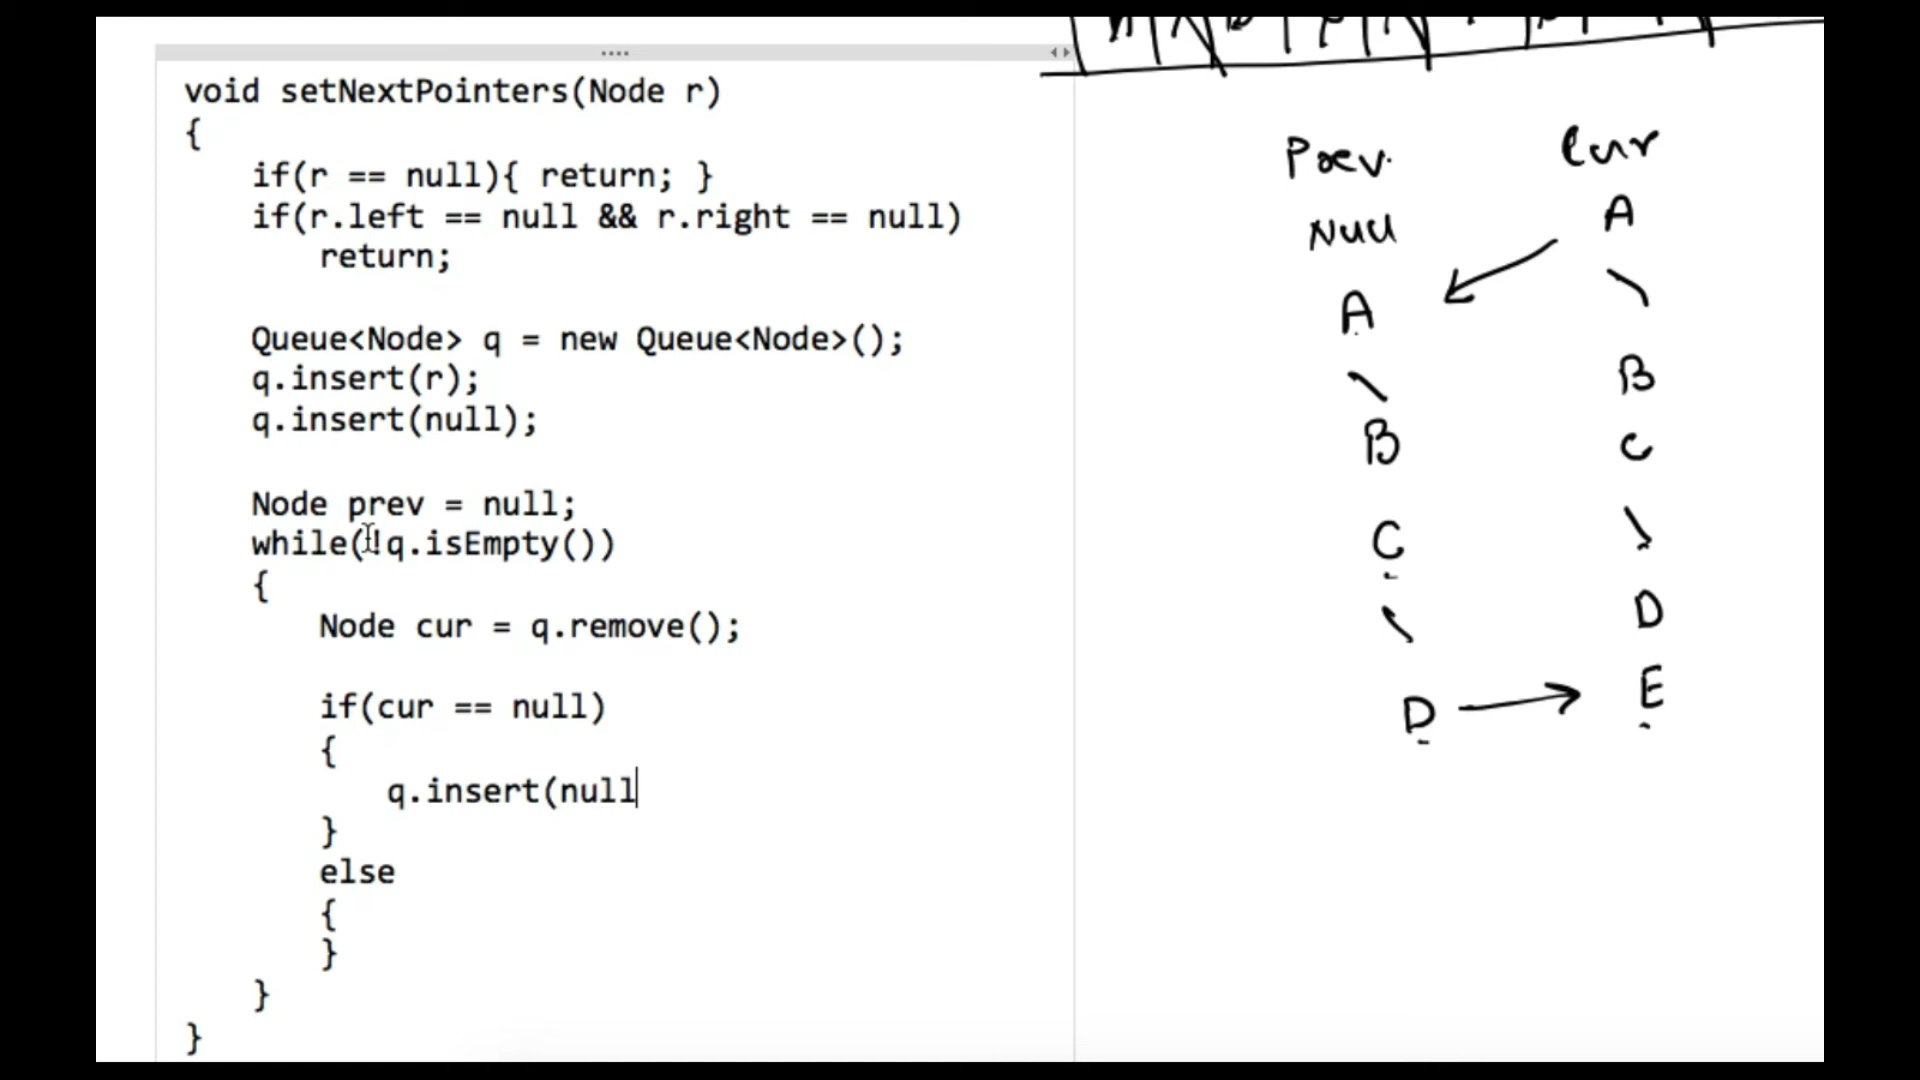 void setNextPointers(Node r)
{
if(r == null){ return; }
if(r.left == null && r.right == null)
return;
Queue<Node> q = new Queue<Node>();
q.insert(r);
q.insert(null);
Node prev = null;
while(!q.isEmpty())
{
Node cur = q.remove();
if(cur == null)
{
q.insert(null
}
else
{
}
}
}
Prev. Cur
Null A
A
B
B
C
C
D
D E